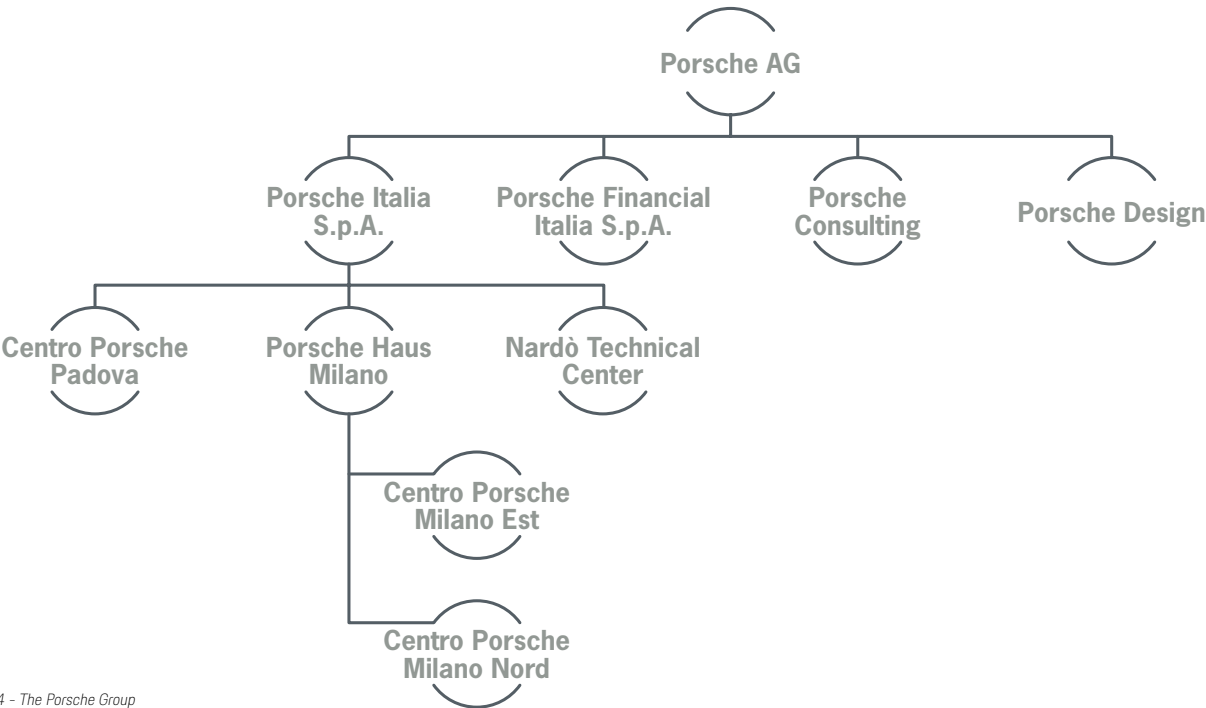 Porsche AG
Porsche Italia
S.p.A.
Porsche Financial
Italia S.p.A.
Porsche
Consulting
Porsche Design
Centro Porsche
Padova
Porsche Haus
Milano
Nardò Technical
Center
Centro Porsche
Milano Est
Centro Porsche
Milano Nord
4 - The Porsche Group